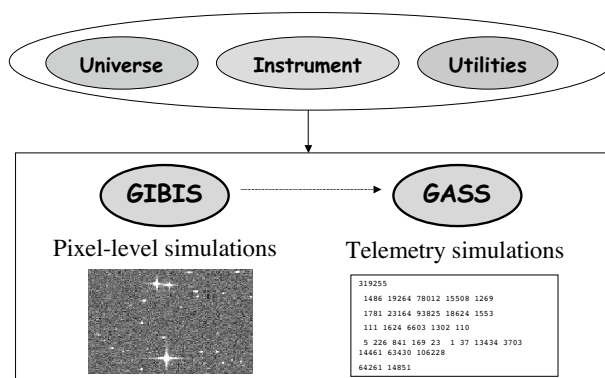 Universe Instrument Utilities
GIBIS GASS
Pixel-level simulations Telemetry simulations
319255
1486 19264 78012 15508 1269
1781 23164 93825 18624 1553
111 1624 6603 1302 110
5 226 841 169 23 1 37 13434 3703
14461 63430 106228
64261 14851